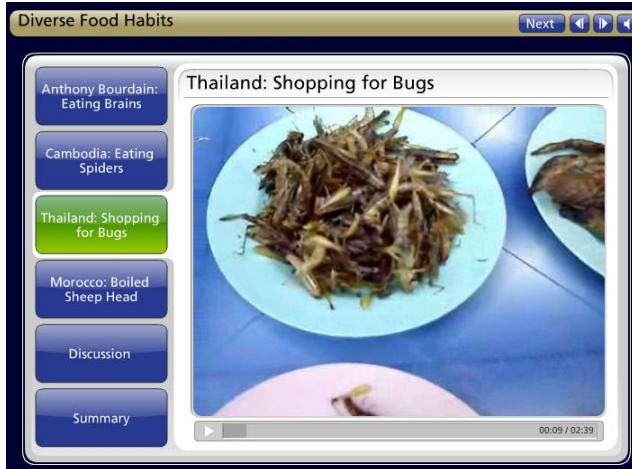 Diverse Food Habits
Next
Anthony Bourdain:
Eating Brains
Cambodia: Eating
Spiders
Thailand: Shopping
for Bugs
Morocco: Boiled
Sheep Head
Discussion
Summary
Thailand: Shopping for Bugs
00:09 / 02:39